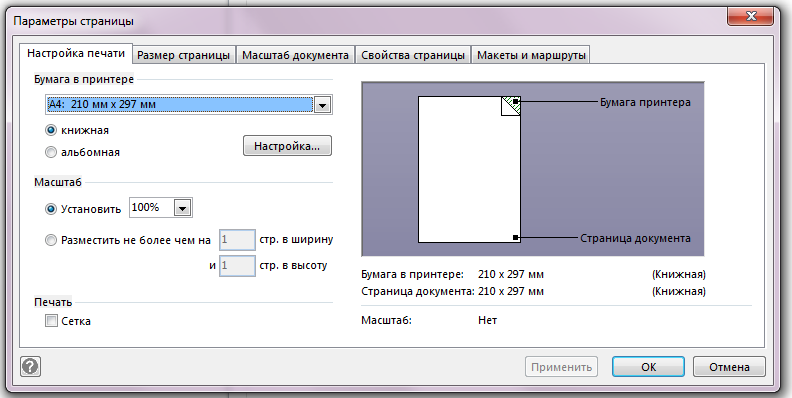 Параметры страницы
Настройка печати Размер страницы Масштаб документа Свойства страницы Макеты и маршруты
Бумага в принтере
A4: 210 мм x 297 мм
книжная
альбомная
Настройка...
Масштаб
Установить 100%
Разместить не более чем на 1 стр. в ширину
и 1 стр. в высоту
Печать
Сетка
Бумага принтера
Страница документа
Бумага в принтере: 210 x 297 мм (Книжная)
Страница документа: 210 x 297 мм (Книжная)
Масштаб: Нет
? Применить ОК Отмена